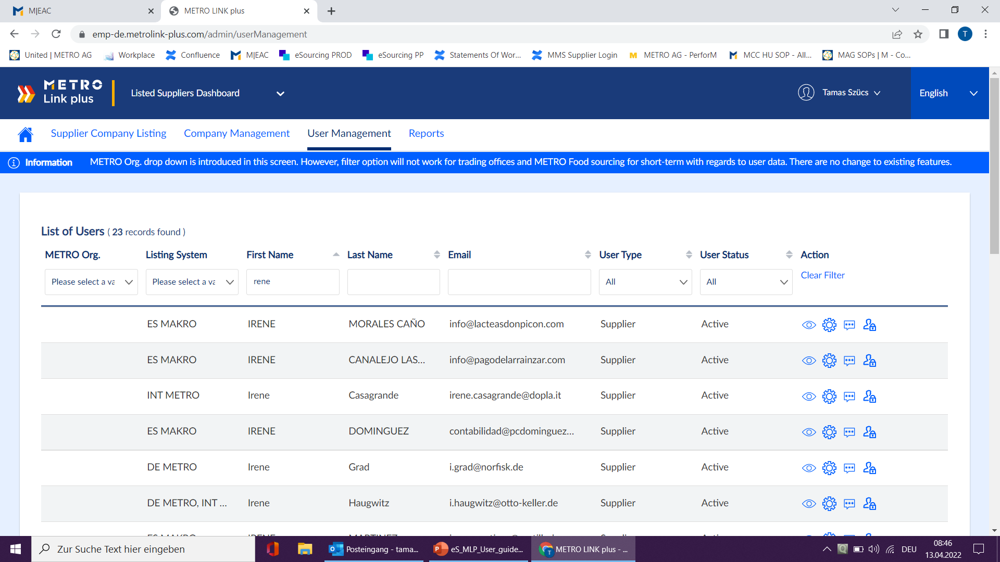 M|EAC
METRO LINK plus
emp-de.metrolink-plus.com/admin/userManagement
T
United | METRO AG
Workplace
Confluence
M|EAC
eSourcing PROD
eSourcing PP
Statements Of Wor...
MMS Supplier Login
METRO AG - PerforM
MCC HU SOP - All...
MAG SOPs | M - Co...
METRO
Link plus
Listed Suppliers Dashboard
Tamas Szücs
English
Supplier Company Listing
Company Management
User Management
Reports
Information
METRO Org. drop down is introduced in this screen. However, filter option will not work for trading offices and METRO Food sourcing for short-term with regards to user data. There are no change to existing features.
List of Users ( 23 records found )
METRO Org. Listing System First Name Last Name Email User Type User Status Action
Please select a va Please select a va rene All All Clear Filter
ES MAKRO IRENE MORALES CAÑO info@lacteasdonpicon.com Supplier Active
ES MAKRO IRENE CANALEJO LAS... info@pagodelarrainzar.com Supplier Active
INT METRO Irene Casagrande irene.casagrande@dopla.it Supplier Active
ES MAKRO IRENE DOMINGUEZ contabilidad@pcdominguez... Supplier Active
DE METRO Irene Grad i.grad@norfisk.de Supplier Active
DE METRO, INT ... Irene Haugwitz i.haugwitz@otto-keller.de Supplier Active
ES MAKRO IRENE MARTINEZ
Zur Suche Text hier eingeben
Posteingang - tama...
eS_MLP_User_guide...
METRO LINK plus - ...
DEU
08:46
13.04.2022